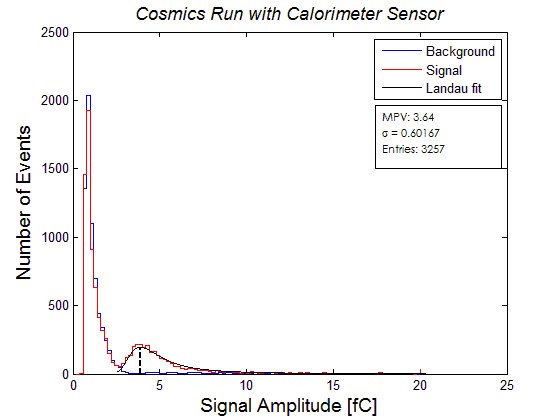 Cosmics Run with Calorimeter Sensor
2500
2000
1500
1000
500
0
Number of Events
Background
Signal
Landau fit
MPV: 3.64
σ = 0.60167
Entries: 3257
0 5 10 15 20 25
Signal Amplitude [fC]